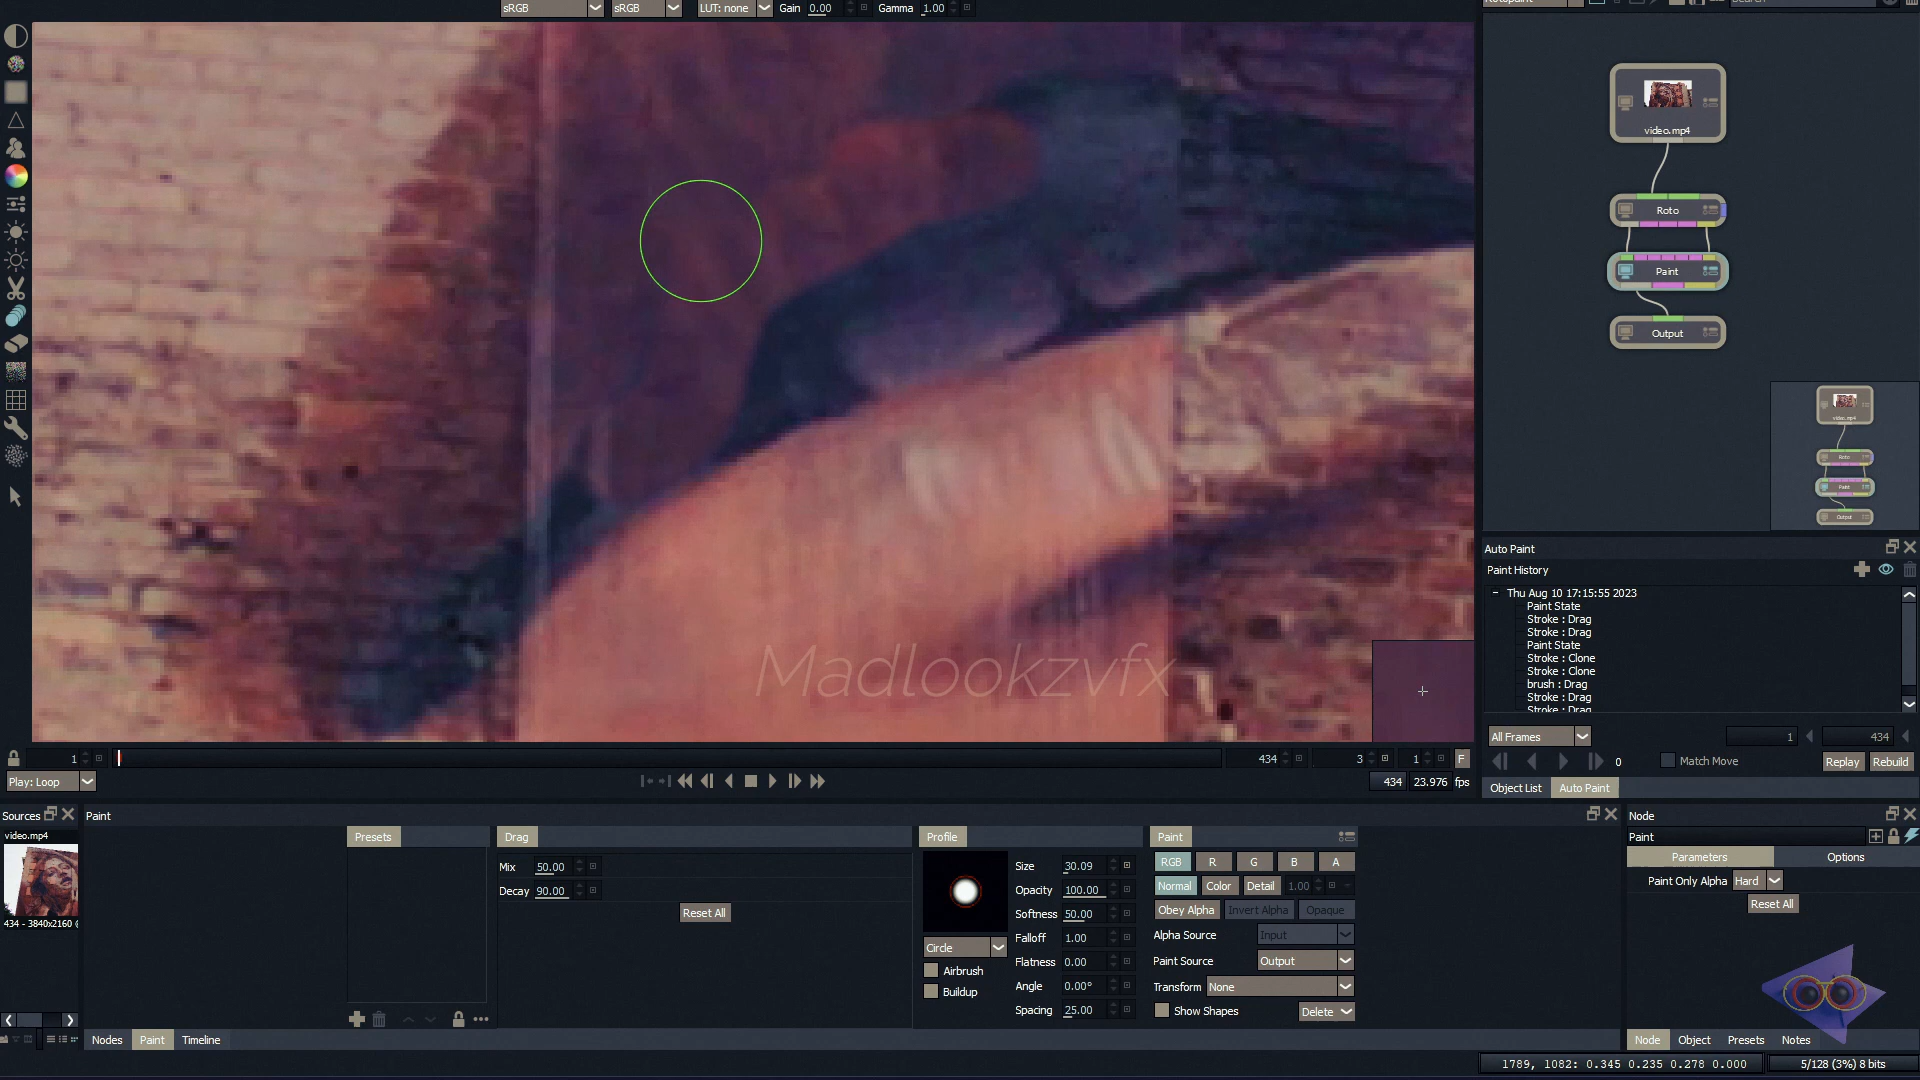 sRGB
sRGB
LUT: none
Gain 0.00
Gamma 1.00
video.mp4
Roto
Paint
Output
Madlookzvfx
Auto Paint
Paint History
Thu Aug 10 17:15:55 2023
Paint State
Stroke : Drag
Stroke : Drag
Paint State
Stroke : Clone
Stroke : Clone
brush : Drag
Stroke : Drag
Stroke : Drag
All Frames
1
434
0
Match Move
Replay
Rebuild
Object List
Auto Paint
1
434
3
1
F
Play: Loop
434
23.976 fps
Sources
video.mp4
434 - 3840x2160
Paint
Presets
Drag
Mix 50.00
Decay 90.00
Reset All
Profile
Circle
Airbrush
Buildup
Size 30.09
Opacity 100.00
Softness 50.00
Falloff 1.00
Flatness 0.00
Angle 0.00°
Spacing 25.00
Paint
RGB R G B A
Normal Color Detail 1.00
Obey Alpha Invert Alpha Opaque
Alpha Source Input
Paint Source Output
Transform None
Show Shapes Delete
Node
Paint
Parameters Options
Paint Only Alpha Hard
Reset All
Nodes Paint Timeline
Node Object Presets Notes
1789, 1082: 0.345 0.235 0.278 0.000
5/128 (3%) 8 bits